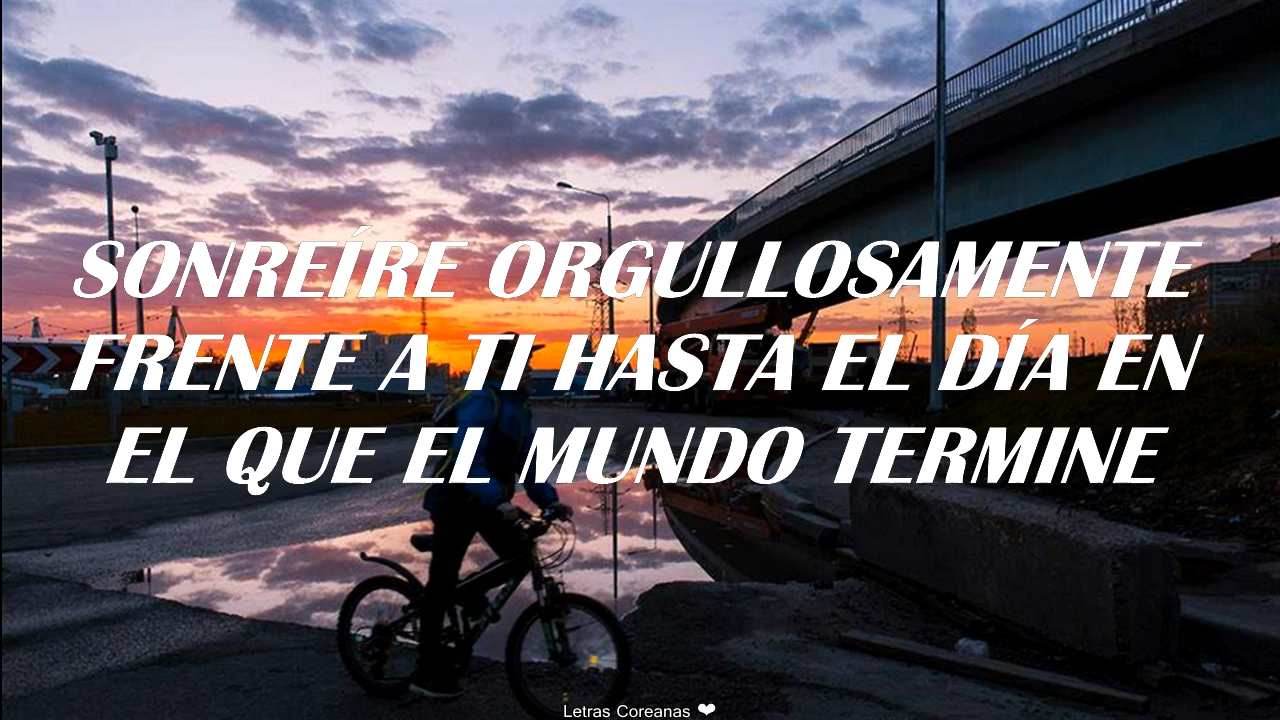 SONREÍRE ORGULLOSAMENTE
FRENTE A TI HASTA EL DÍA EN
EL QUE EL MUNDO TERMINE
Letras Coreanas ❤